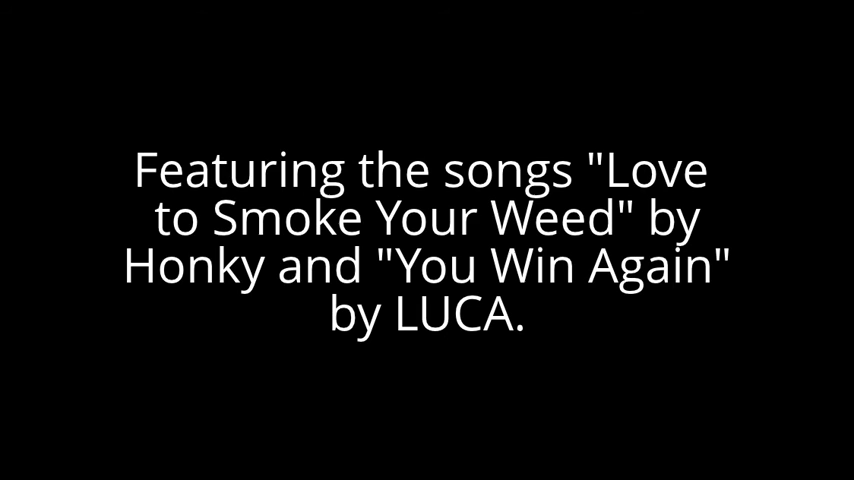 Featuring the songs "Love
to Smoke Your Weed" by
Honky and "You Win Again"
by LUCA.